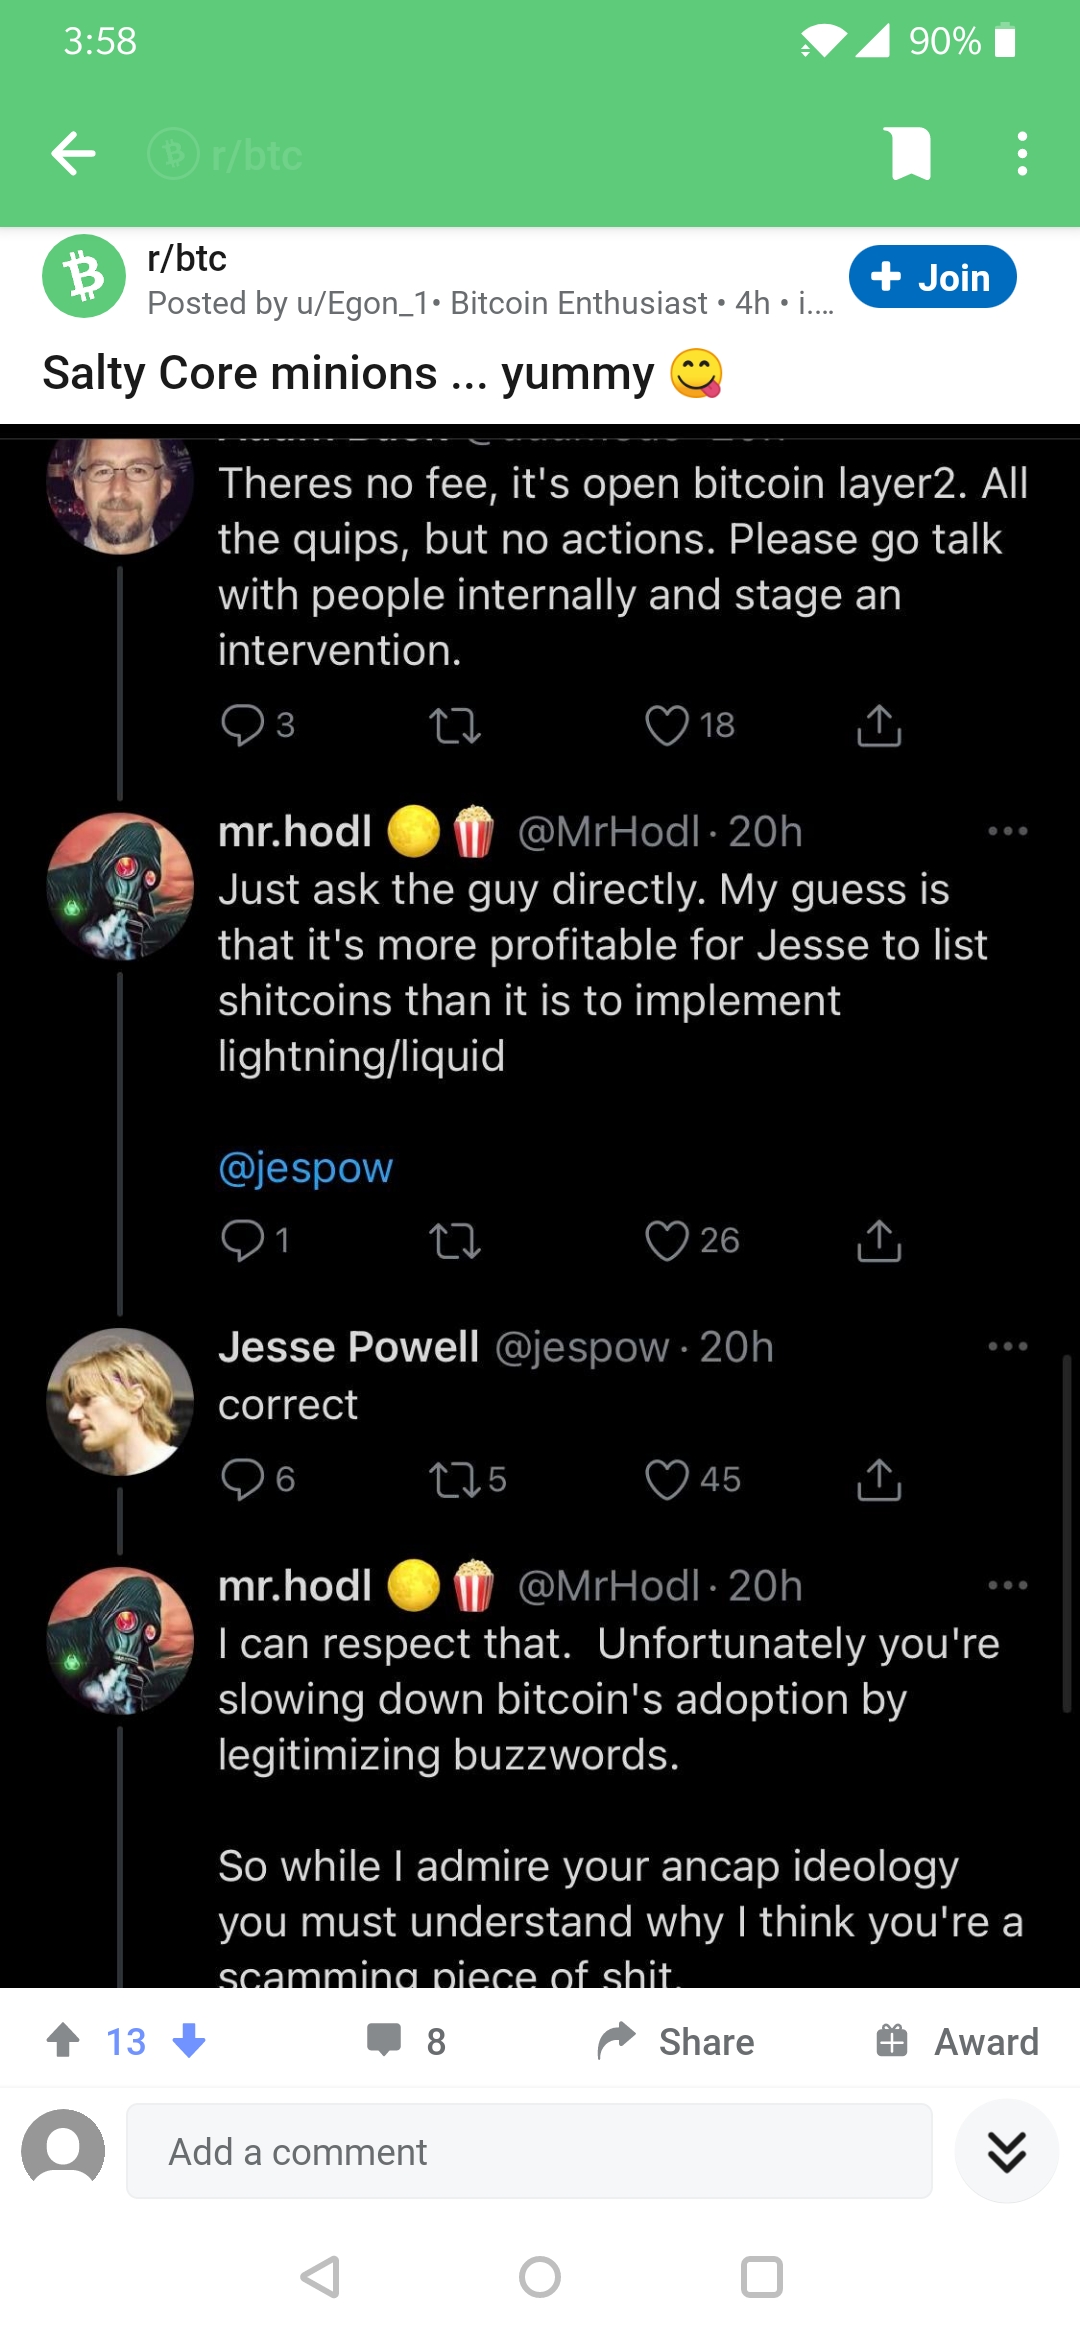 3:58
90%
r/btc
r/btc
Posted by u/Egon_1• Bitcoin Enthusiast • 4h • i....
Join
Salty Core minions ... yummy 😋
Theres no fee, it's open bitcoin layer2. All
the quips, but no actions. Please go talk
with people internally and stage an
intervention.
3
18
mr.hodl 🌕🍿 @MrHodl · 20h
Just ask the guy directly. My guess is
that it's more profitable for Jesse to list
shitcoins than it is to implement
lightning/liquid
@jespow
1
26
Jesse Powell @jespow · 20h
correct
6
5
45
mr.hodl 🌕🍿 @MrHodl · 20h
I can respect that.  Unfortunately you're
slowing down bitcoin's adoption by
legitimizing buzzwords.
So while I admire your ancap ideology
you must understand why I think you're a
scamming piece of shit.
13
8
Share
Award
Add a comment